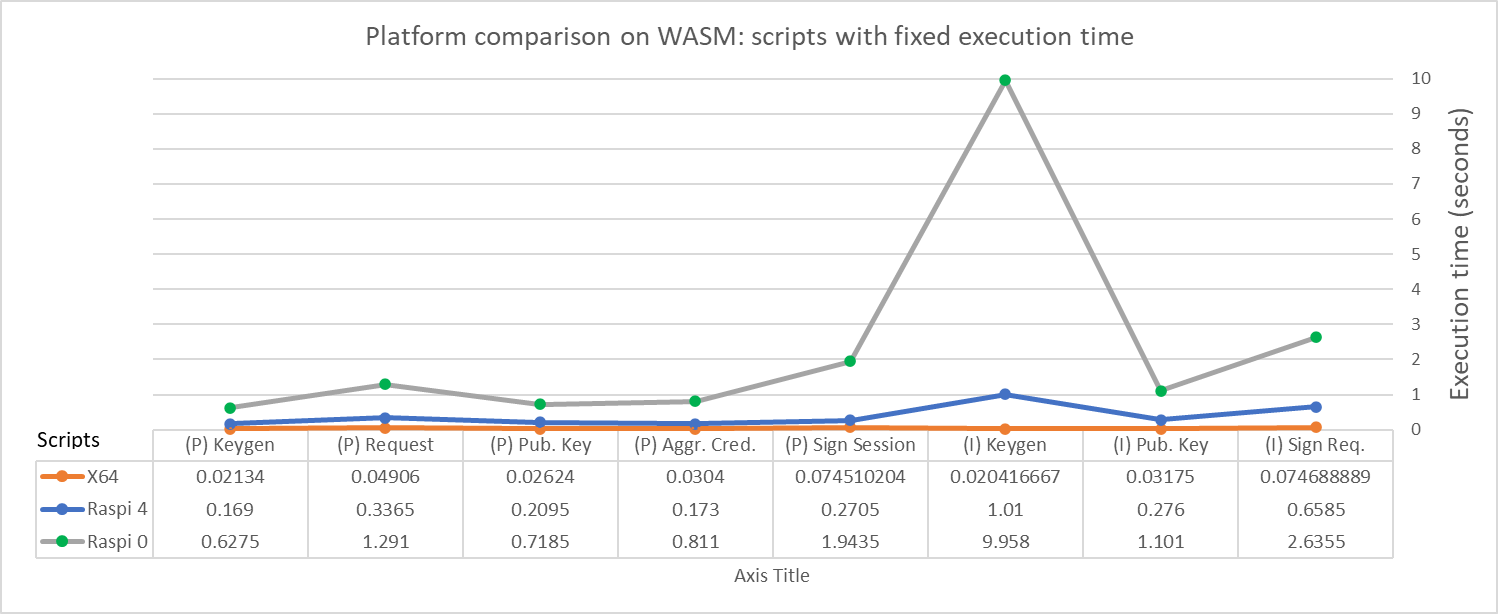 Platform comparison on WASM: scripts with fixed execution time
10
9
8
7
6
5
4
3
2
1
0
Execution time (seconds)
Scripts (P) Keygen (P) Request (P) Pub. Key (P) Aggr. Cred. (P) Sign Session (I) Keygen (I) Pub. Key (I) Sign Req.
X64 0.02134 0.04906 0.02624 0.0304 0.074510204 0.020416667 0.03175 0.074688889
Raspi 4 0.169 0.3365 0.2095 0.173 0.2705 1.01 0.276 0.6585
Raspi 0 0.6275 1.291 0.7185 0.811 1.9435 9.958 1.101 2.6355
Axis Title